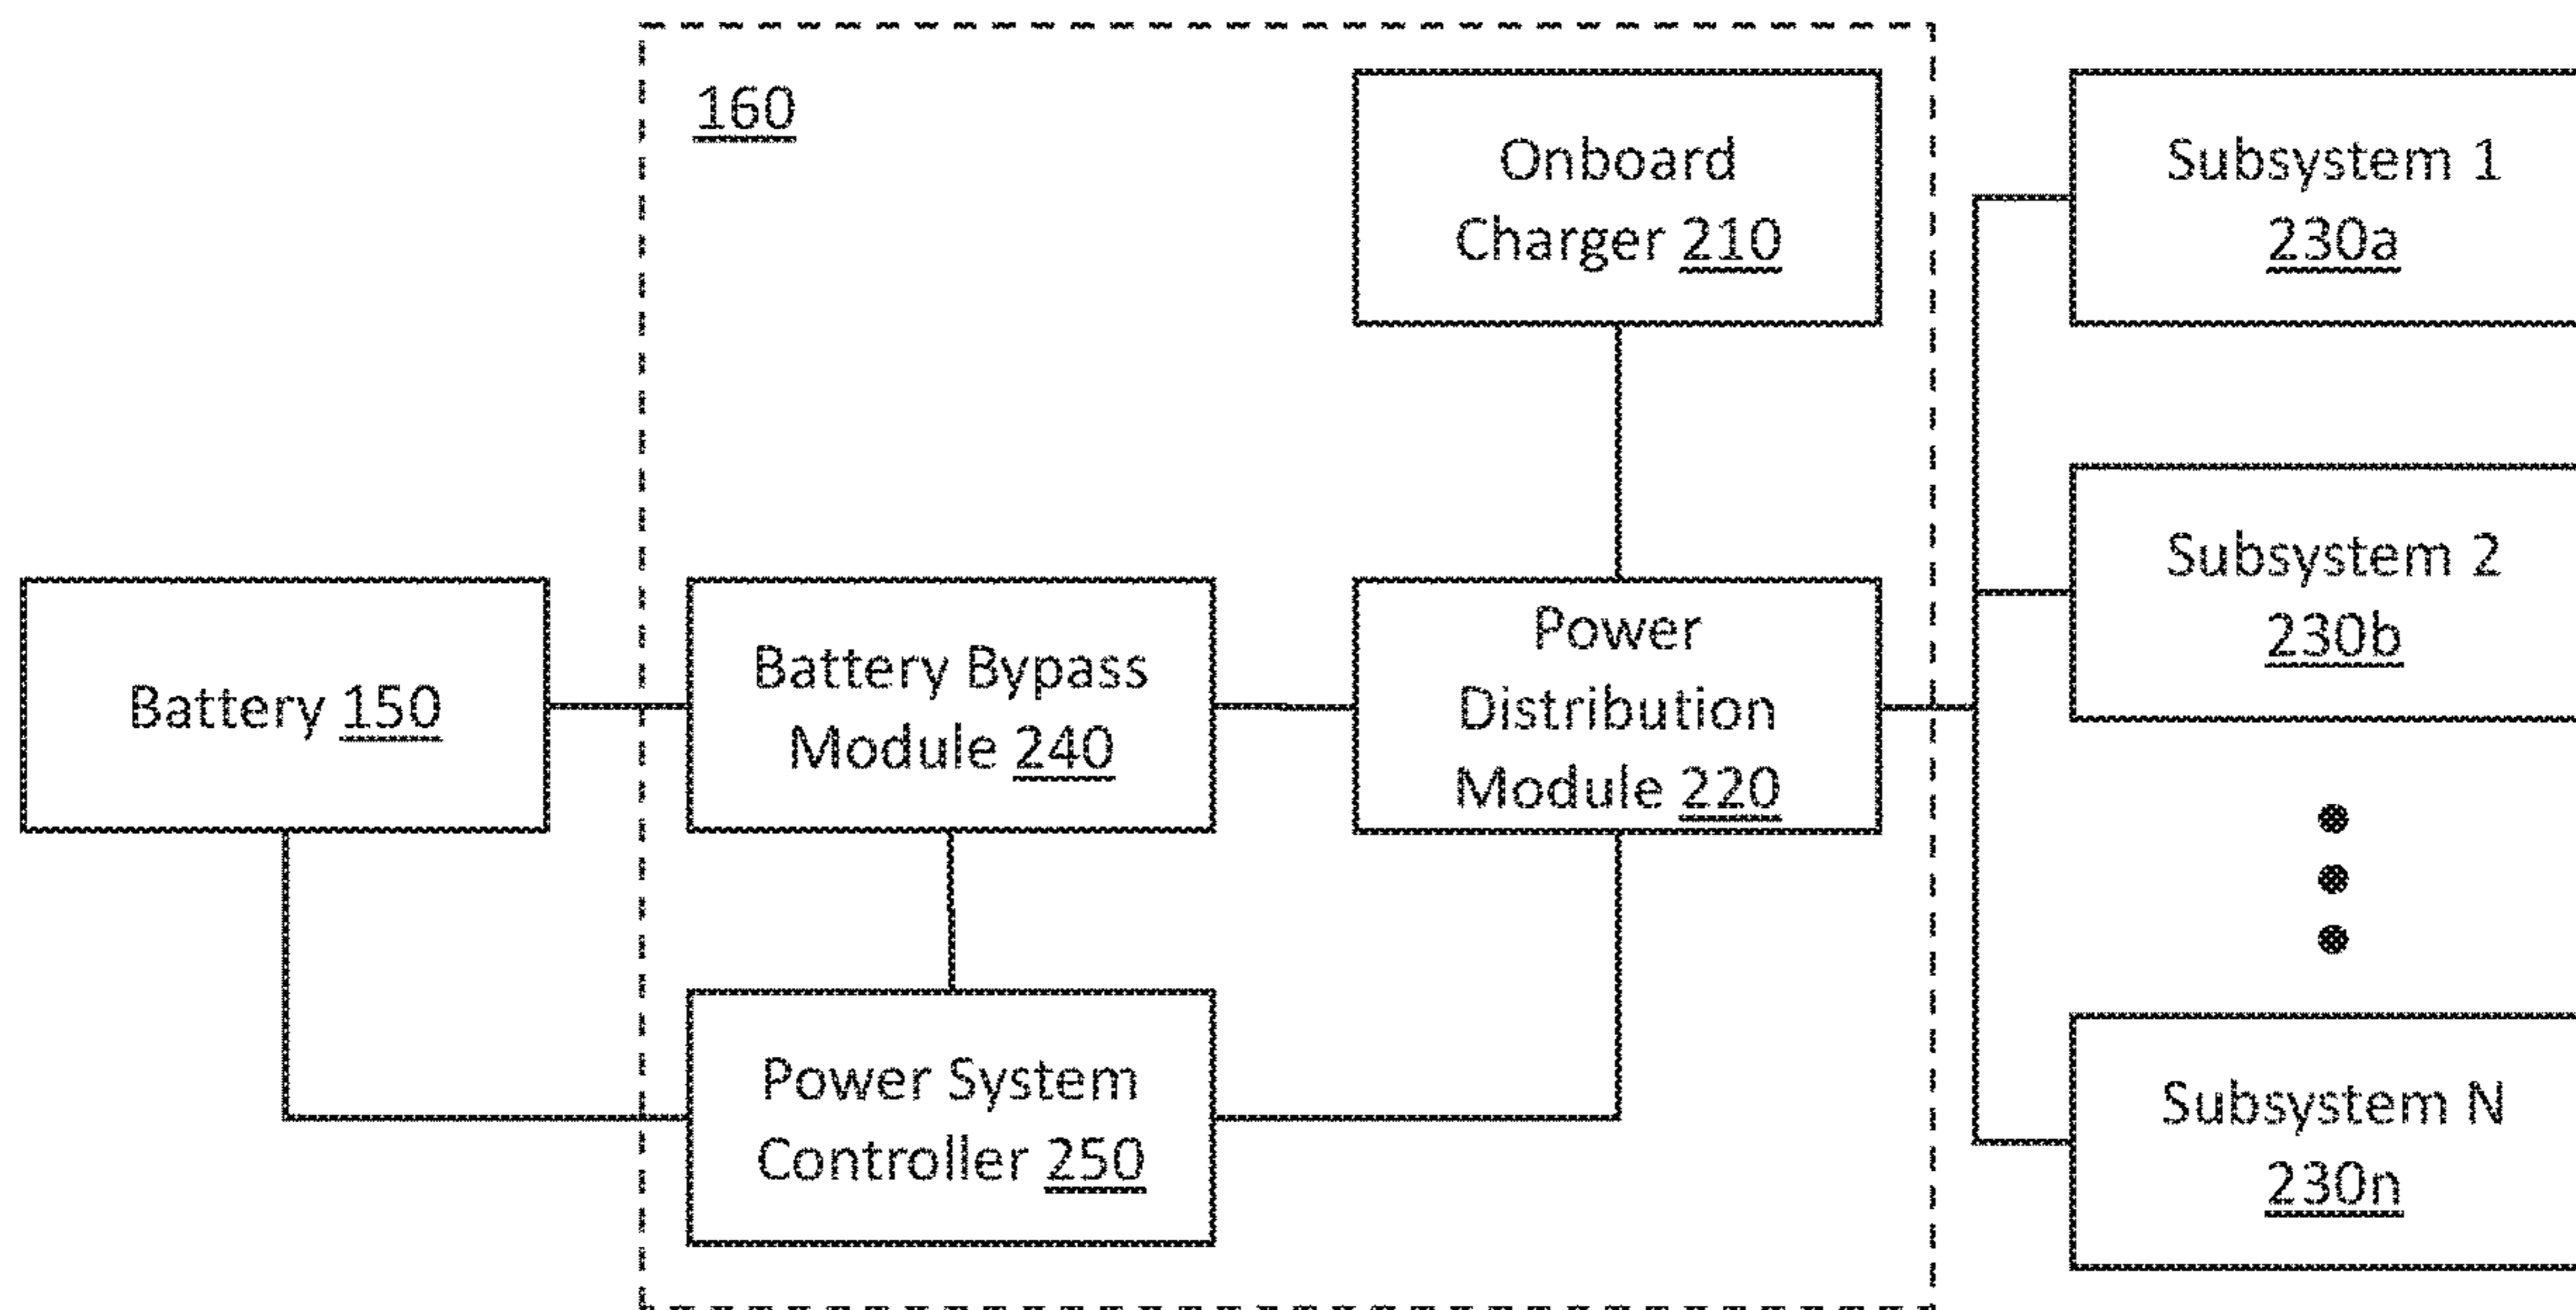 160
Onboard
Charger 210
Subsystem 1
230a
Subsystem 2
230b
Battery 150
Battery Bypass
Module 240
Power
Distribution
Module 220
Power System
Controller 250
Subsystem N
230n